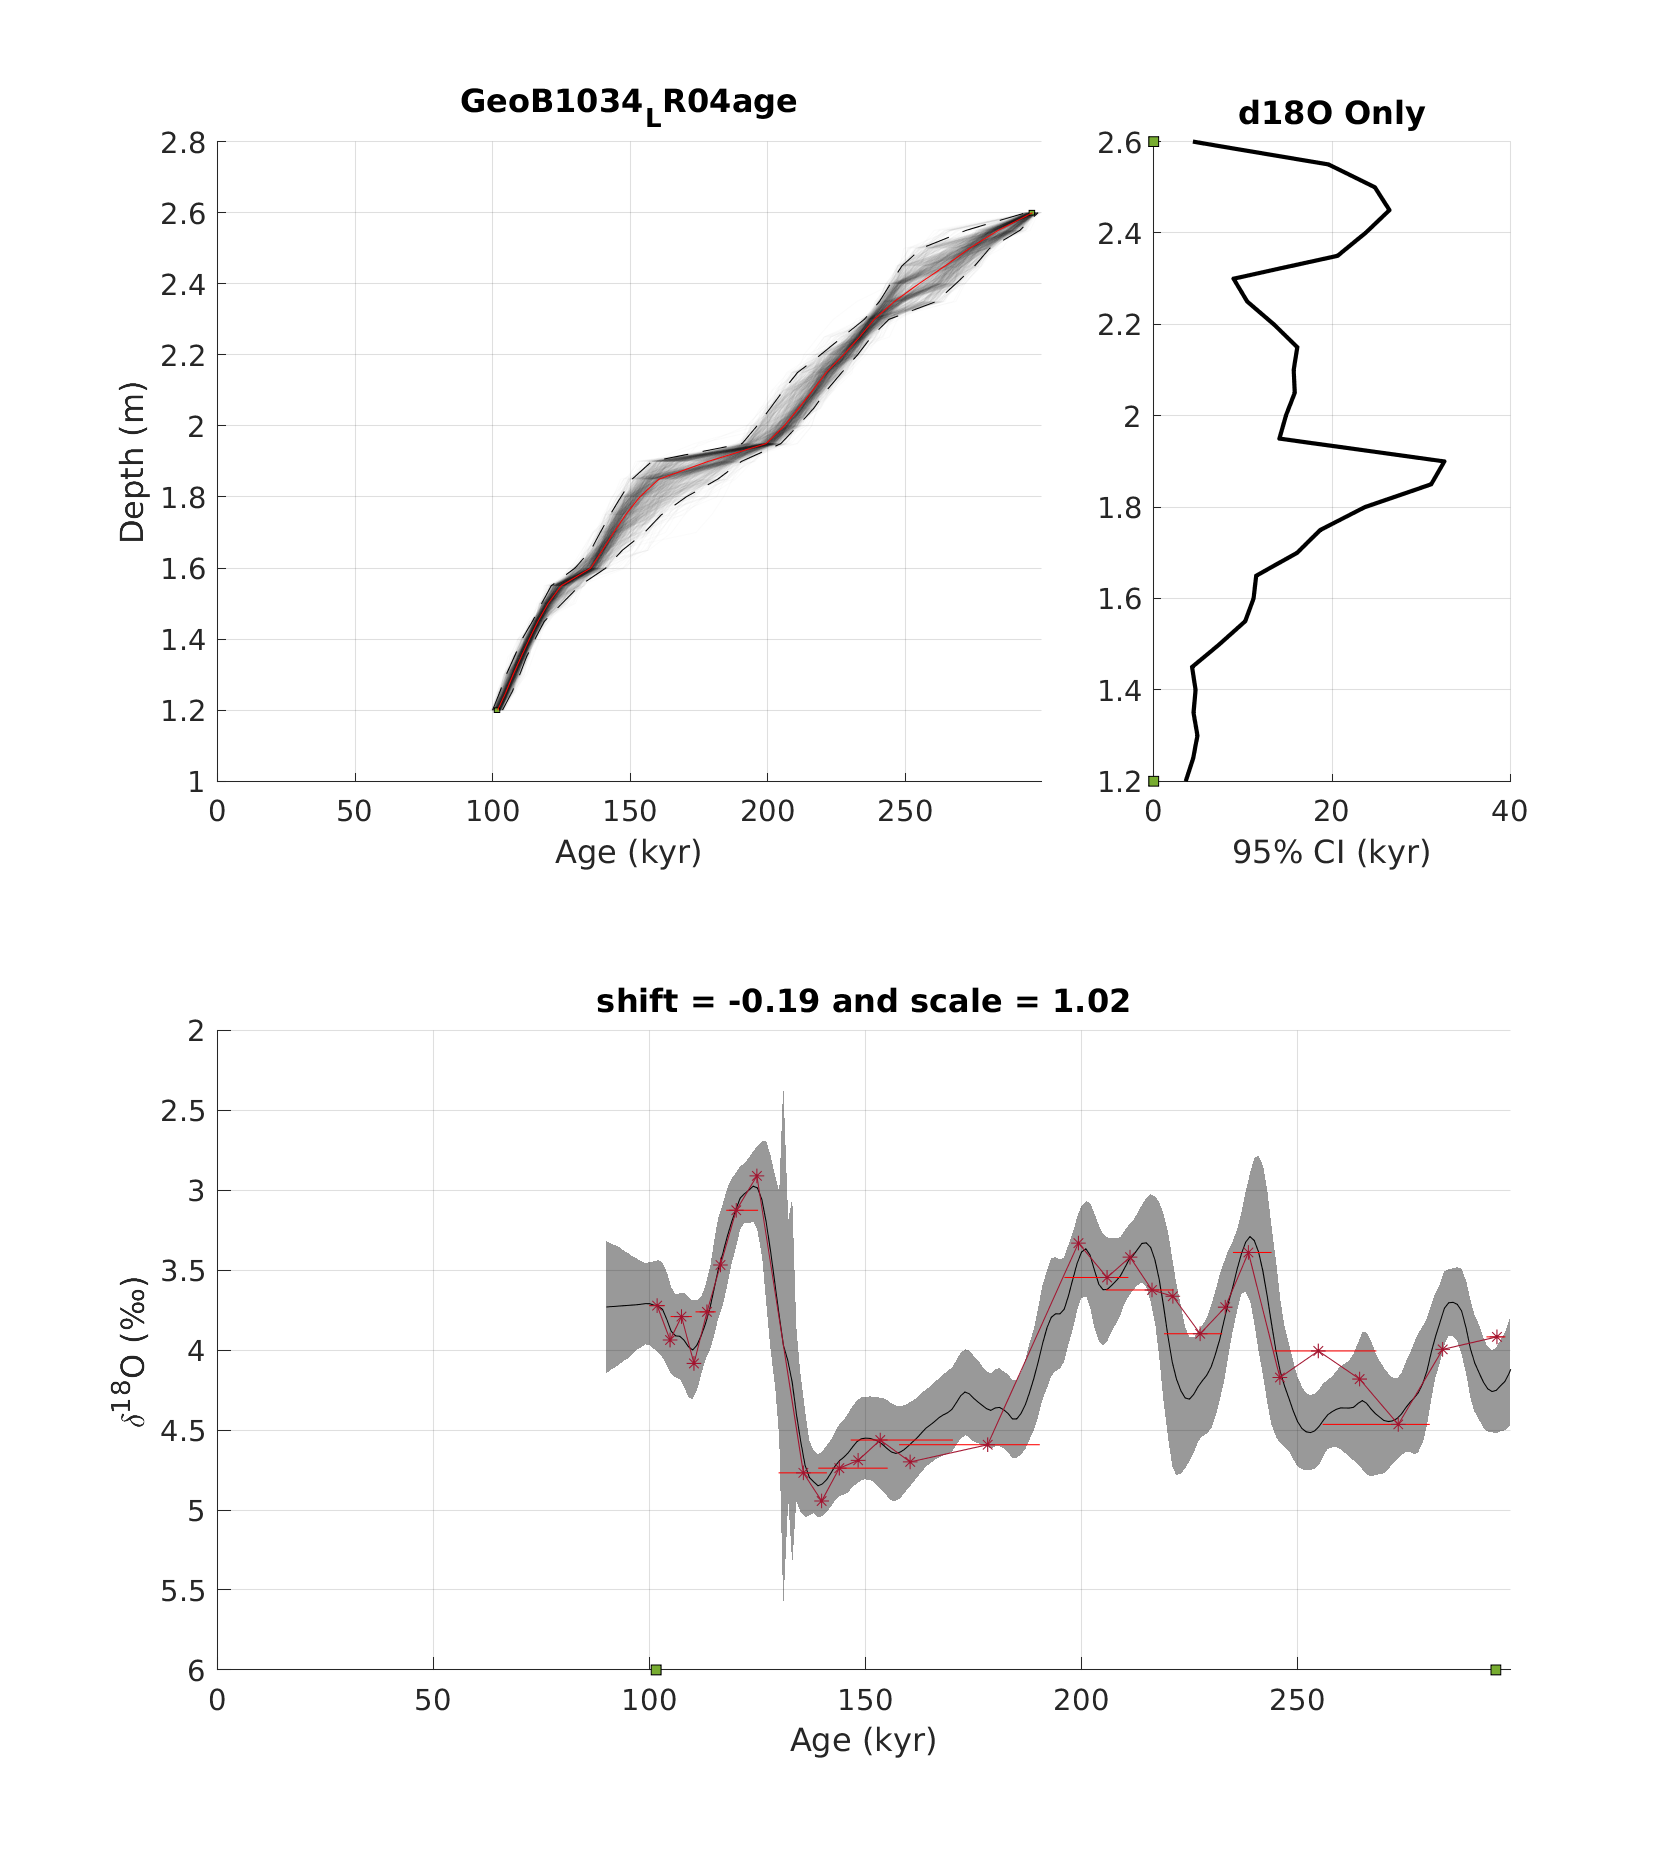 GeoB1034_LR04age
2.8
2.6
2.4
2.2
2
1.8
1.6
1.4
1.2
1
Depth (m)
0 50 100 150 200 250
Age (kyr)
d18O Only
2.6
2.4
2.2
2
1.8
1.6
1.4
1.2
0 20 40
95% CI (kyr)
shift = -0.19 and scale = 1.02
2
2.5
3
3.5
4
4.5
5
5.5
6
δ18O (‰)
0 50 100 150 200 250
Age (kyr)